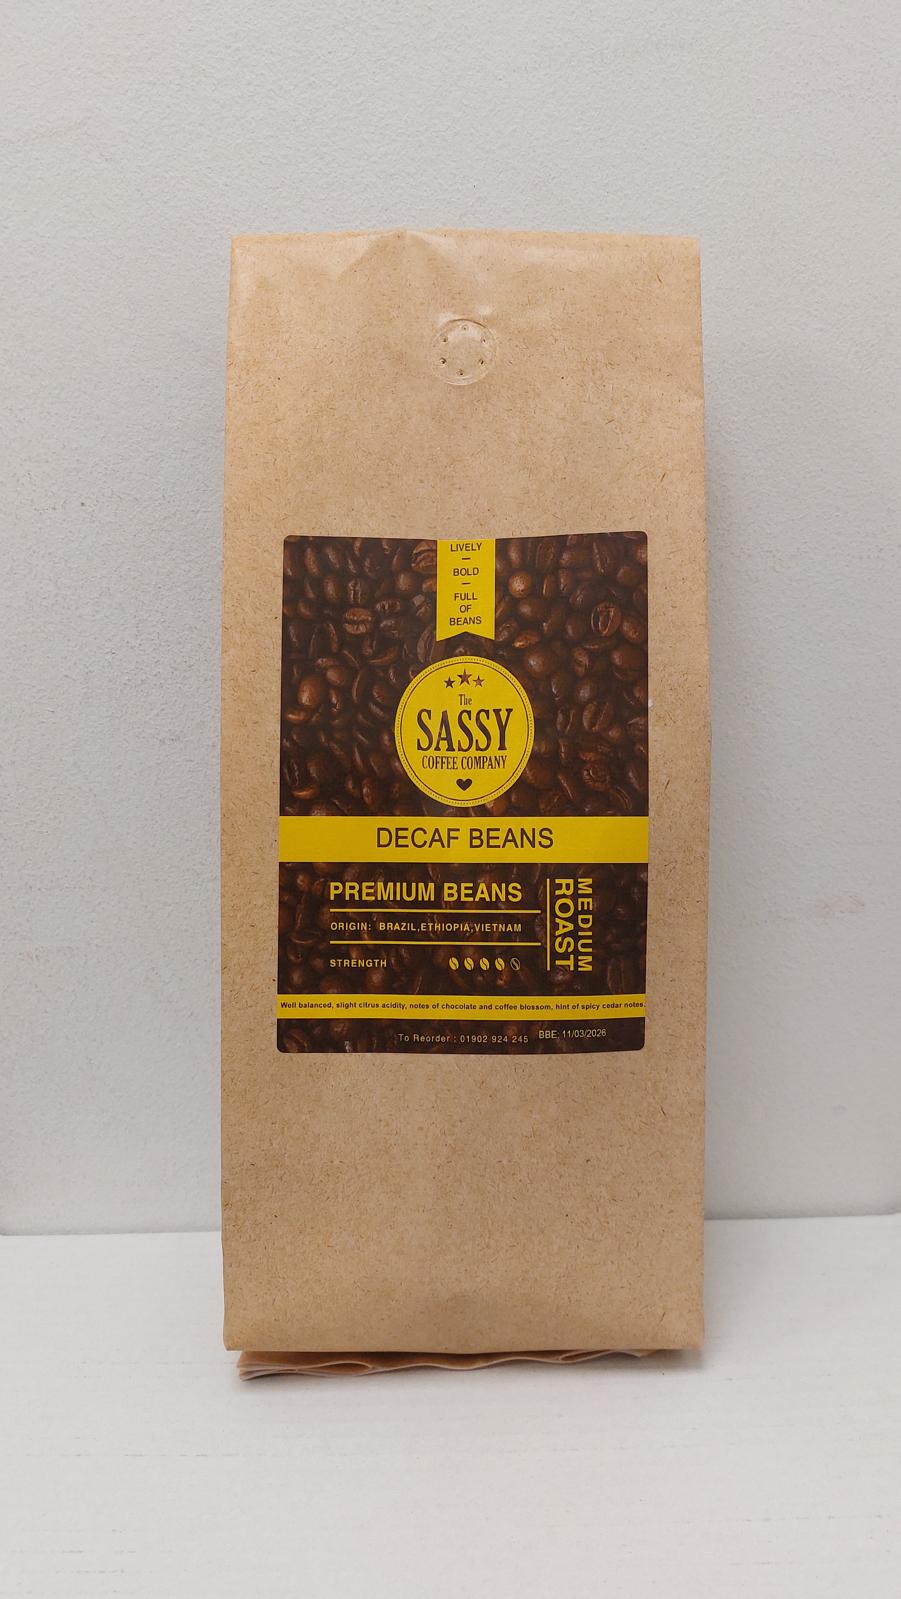 LIVELY
BOLD
FULL
OF
BEANS
The
SASSY
COFFEE COMPANY
DECAF BEANS
PREMIUM BEANS
ORIGIN: BRAZIL,ETHIOPIA,VIETNAM
STRENGTH
MEDIUM
ROAST
Well balanced, slight citrus acidity, notes of chocolate and coffee blossom, hint of spicy cedar notes.
To Reorder : 01902 924 245
BBE: 11/03/2026